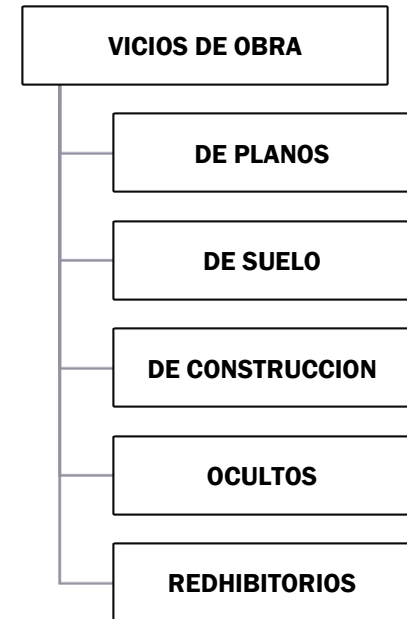 VICIOS DE OBRA
DE PLANOS
DE SUELO
DE CONSTRUCCION
OCULTOS
REDHIBITORIOS